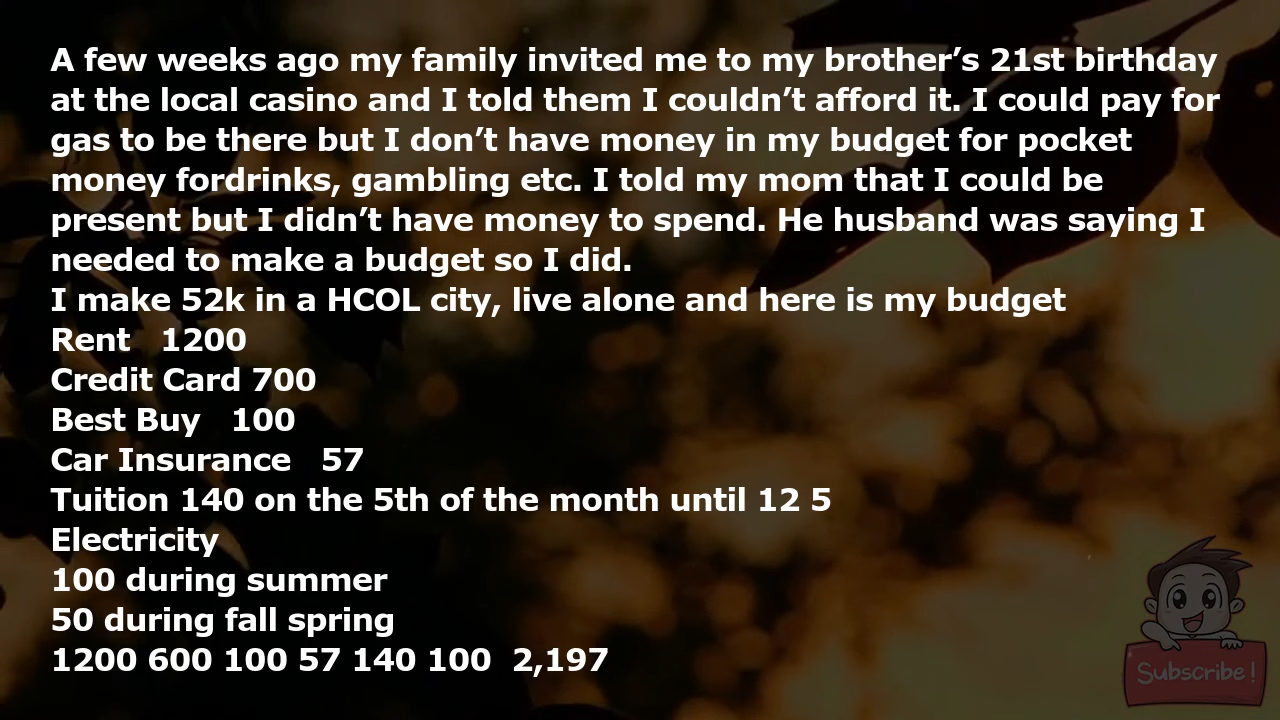 A few weeks ago my family invited me to my brother’s 21st birthday
at the local casino and I told them I couldn’t afford it. I could pay for
gas to be there but I don’t have money in my budget for pocket
money fordrinks, gambling etc. I told my mom that I could be
present but I didn’t have money to spend. He husband was saying I
needed to make a budget so I did.
I make 52k in a HCOL city, live alone and here is my budget
Rent 1200
Credit Card 700
Best Buy 100
Car Insurance 57
Tuition 140 on the 5th of the month until 12 5
Electricity
100 during summer
50 during fall spring
1200 600 100 57 140 100 2,197
Subscribe!